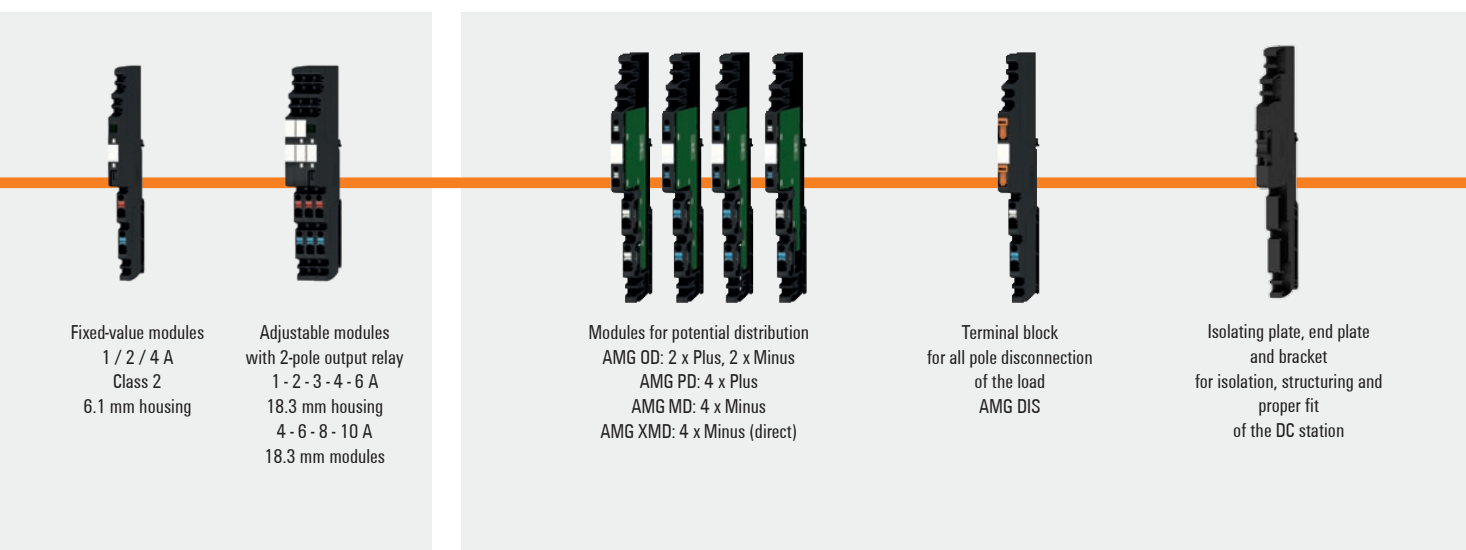 Fixed-value modules
1 / 2 / 4 A
Class 2
6.1 mm housing
Adjustable modules
with 2-pole output relay
1 - 2 - 3 - 4 - 6 A
18.3 mm housing
4 - 6 - 8 - 10 A
18.3 mm modules
Modules for potential distribution
AMG OD: 2 x Plus, 2 x Minus
AMG PD: 4 x Plus
AMG MD: 4 x Minus
AMG XMD: 4 x Minus (direct)
Terminal block
for all pole disconnection
of the load
AMG DIS
Isolating plate, end plate
and bracket
for isolation, structuring and
proper fit
of the DC station